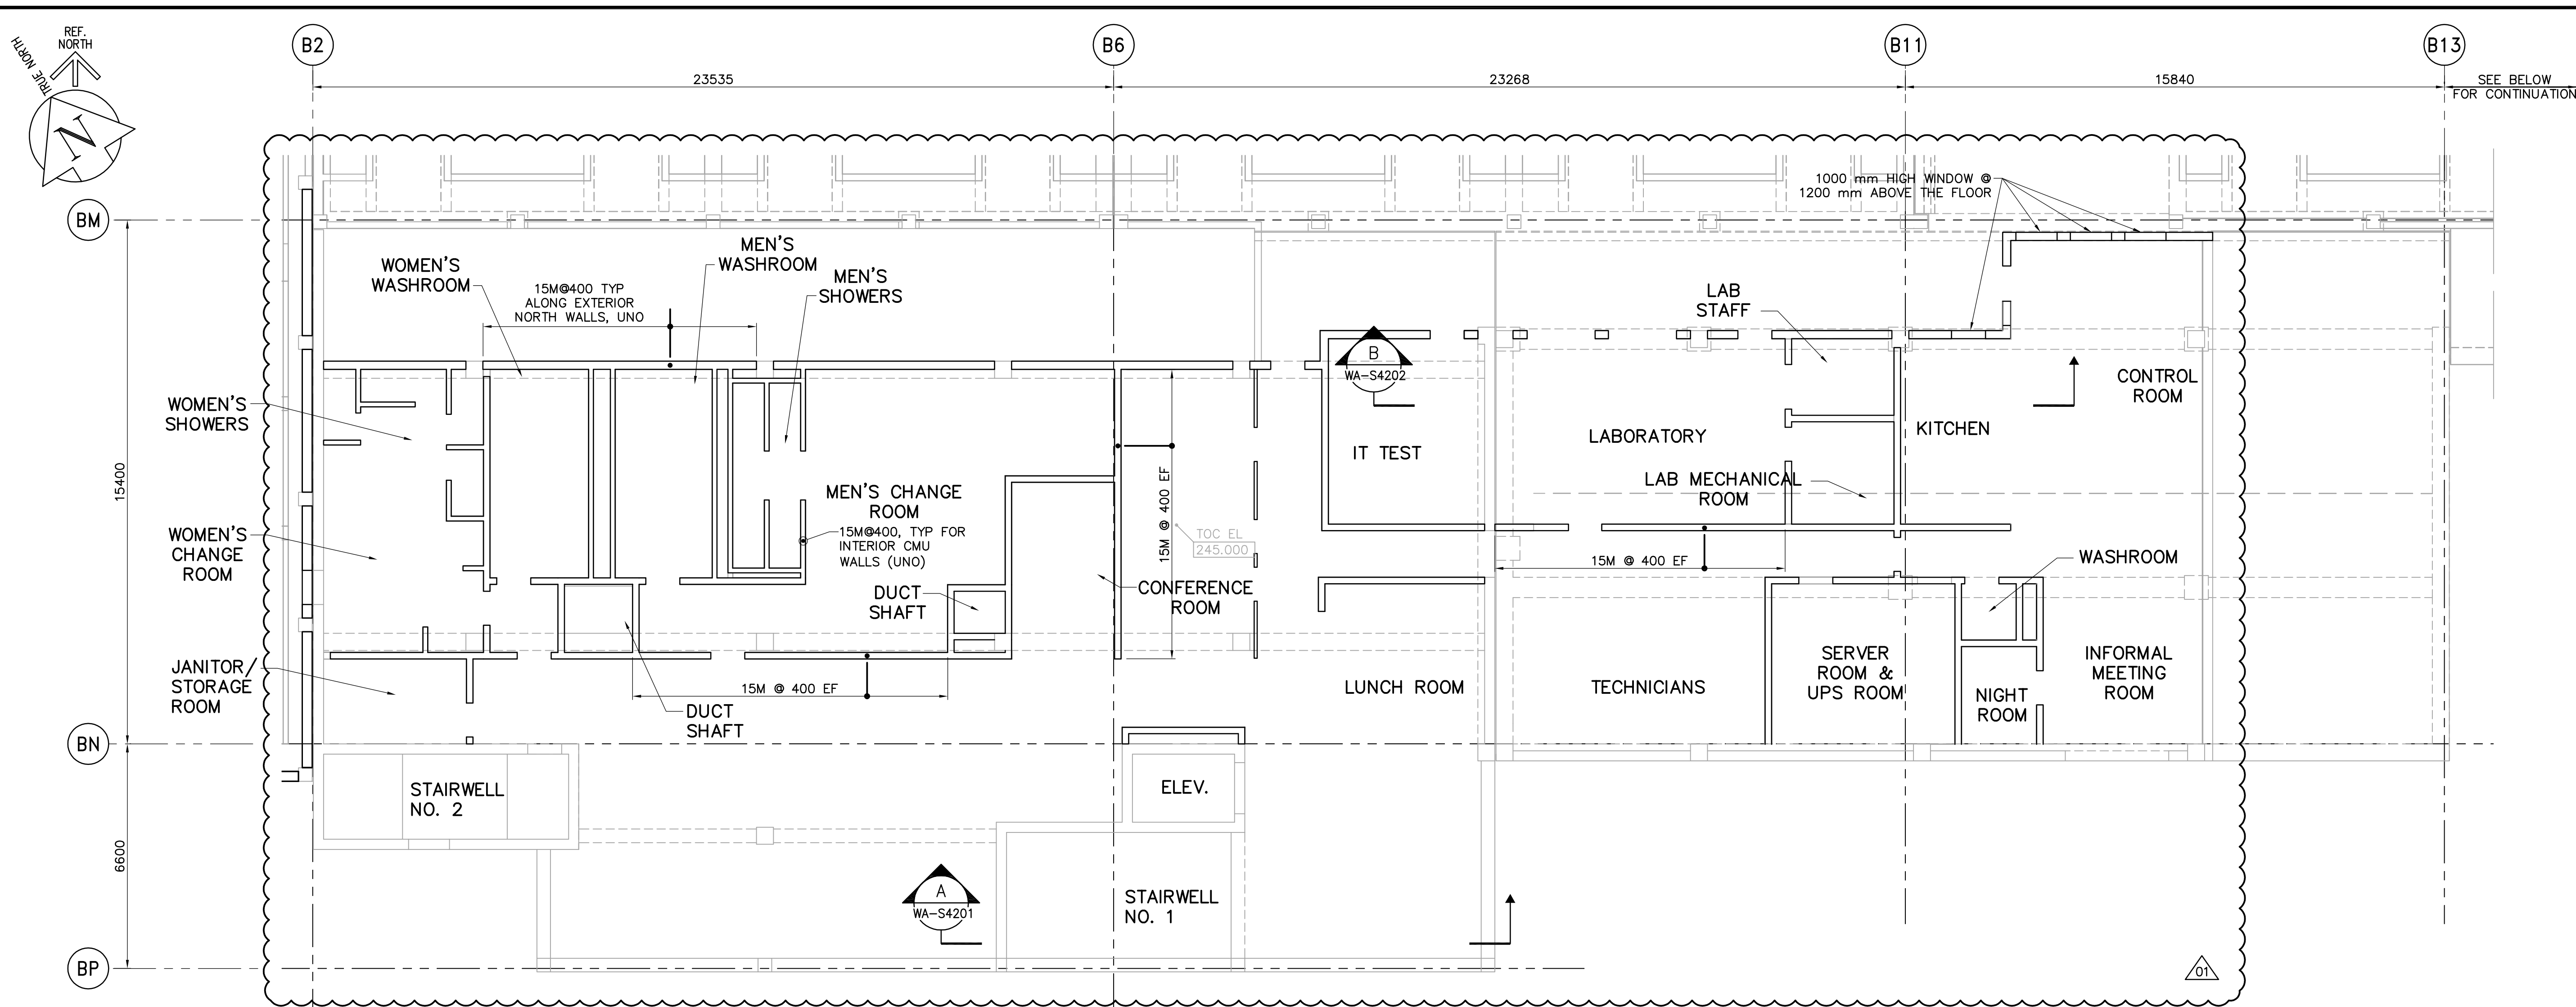 REF.
NORTH
TRUE NORTH
N
B2
B6
B11
B13
23535
23268
15840
SEE BELOW
FOR CONTINUATION
BM
BN
BP
15400
6600
1000 mm HIGH WINDOW @
1200 mm ABOVE THE FLOOR
WOMEN'S
WASHROOM
15M@400 TYP
ALONG EXTERIOR
NORTH WALLS, UNO
MEN'S
WASHROOM
MEN'S
SHOWERS
LAB
STAFF
B
WA-S4202
CONTROL
ROOM
WOMEN'S
SHOWERS
IT TEST
LABORATORY
KITCHEN
MEN'S CHANGE
ROOM
15M@400, TYP FOR
INTERIOR CMU
WALLS (UNO)
15M @ 400 EF
TOC EL
245.000
LAB MECHANICAL
ROOM
WOMEN'S
CHANGE
ROOM
DUCT
SHAFT
CONFERENCE
ROOM
15M @ 400 EF
WASHROOM
JANITOR/
STORAGE
ROOM
15M @ 400 EF
DUCT
SHAFT
LUNCH ROOM
TECHNICIANS
SERVER
ROOM &
UPS ROOM
NIGHT
ROOM
INFORMAL
MEETING
ROOM
STAIRWELL
NO. 2
ELEV.
A
WA-S4201
STAIRWELL
NO. 1
01